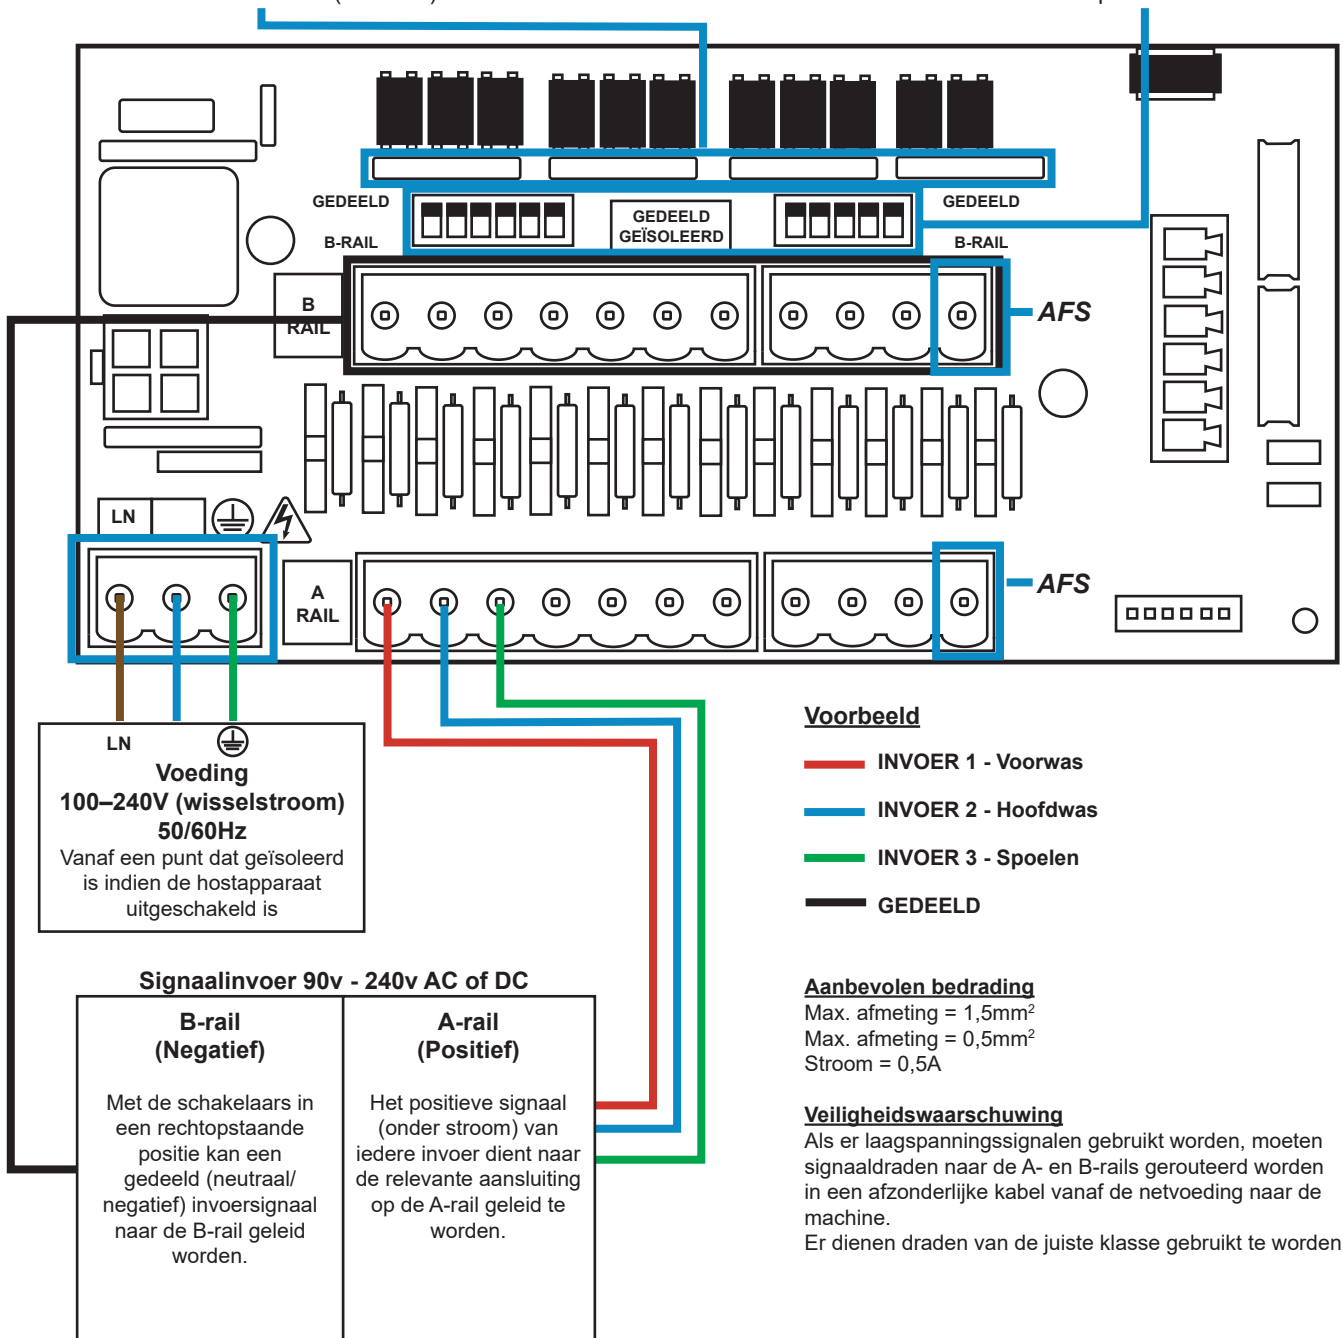 GEDEELD
GEDEELD
GEÏSOLEERD
GEDEELD
B-RAIL
B-RAIL
B
RAIL
AFS
LN
A
RAIL
AFS
LN
Voeding
100–240V (wisselstroom)
50/60Hz
Vanaf een punt dat geïsoleerd
is indien de hostapparaat
uitgeschakeld is
Voorbeeld
INVOER 1 - Voorwas
INVOER 2 - Hoofdwas
INVOER 3 - Spoelen
GEDEELD
Signaalinvoer 90v - 240v AC of DC
B-rail
(Negatief)
Met de schakelaars in
een rechtopstaande
positie kan een
gedeeld (neutraal/
negatief) invoersignaal
naar de B-rail geleid
worden.
A-rail
(Positief)
Het positieve signaal
(onder stroom) van
iedere invoer dient naar
de relevante aansluiting
op de A-rail geleid te
worden.
Aanbevolen bedrading
Max. afmeting = 1,5mm²
Max. afmeting = 0,5mm²
Stroom = 0,5A
Veiligheidswaarschuwing
Als er laagspanningssignalen gebruikt worden, moeten
signaaldraden naar de A- en B-rails gerouteerd worden
in een afzonderlijke kabel vanaf de netvoeding naar de
machine.
Er dienen draden van de juiste klasse gebruikt te worden